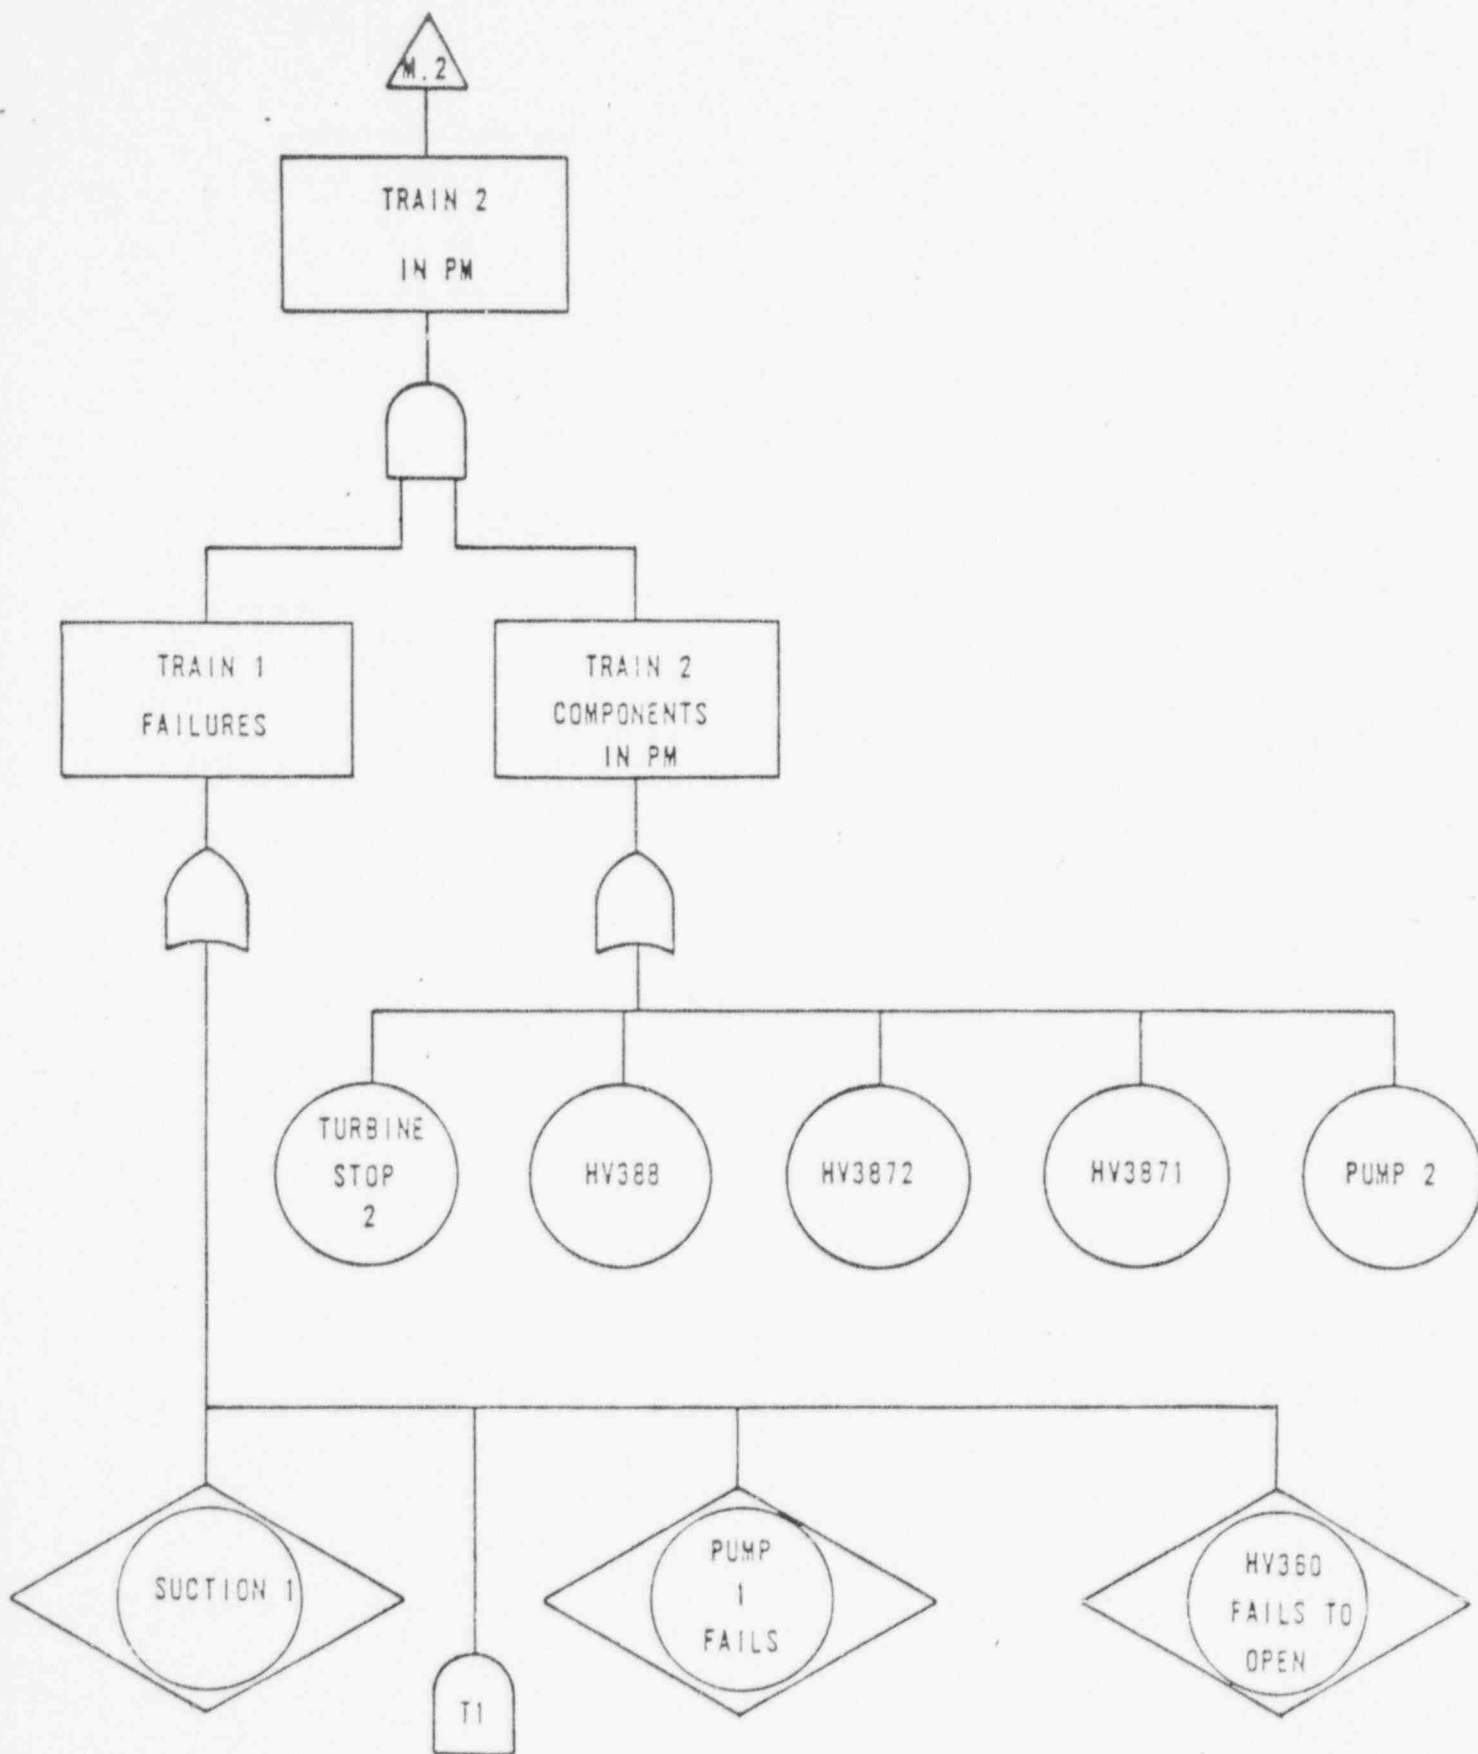 M.2
TRAIN 2
IN PM
TRAIN 1
FAILURES
TRAIN 2
COMPONENTS
IN PM
TURBINE
STOP
2
HV388
HV3872
HV3871
PUMP 2
SUCTION 1
T1
PUMP
1
FAILS
HV360
FAILS TO
OPEN